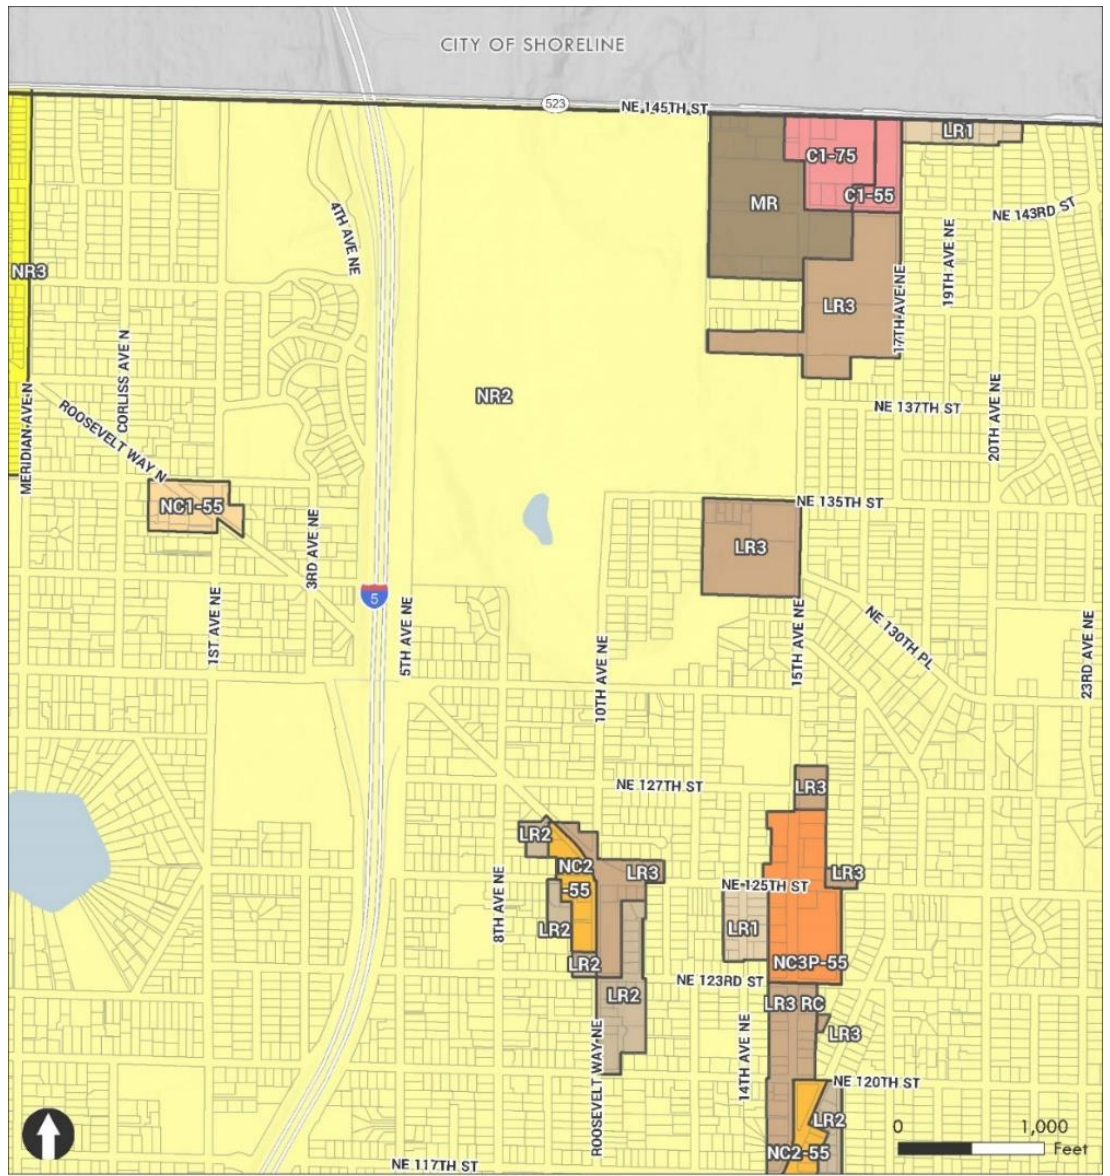 CITY OF SHORELINE
523
NE 145TH ST
LR1
C1-75
C1-55
MR
NE 143RD ST
4TH AVE NE
19TH AVE NE
NR3
17TH AVE NE
LR3
CORLISS AVE N
NR2
NE 137TH ST
20TH AVE NE
MERIDIAN AVE N
ROOSEVELT WAY N
NC1-55
NE 135TH ST
3RD AVE NE
LR3
5
1ST AVE NE
5TH AVE NE
10TH AVE NE
15TH AVE NE
NE 130TH PL
23RD AVE NE
NE 127TH ST
LR3
LR2
NC2
-55
LR3
LR3
NE 125TH ST
8TH AVE NE
LR2
LR1
LR2
NC3P-55
NE 123RD ST
LR2
LR3 RC
LR3
ROOSEVELT WAY NE
14TH AVE NE
NE 120TH ST
LR2
NC2-55
0
1,000
Feet
NE 117TH ST